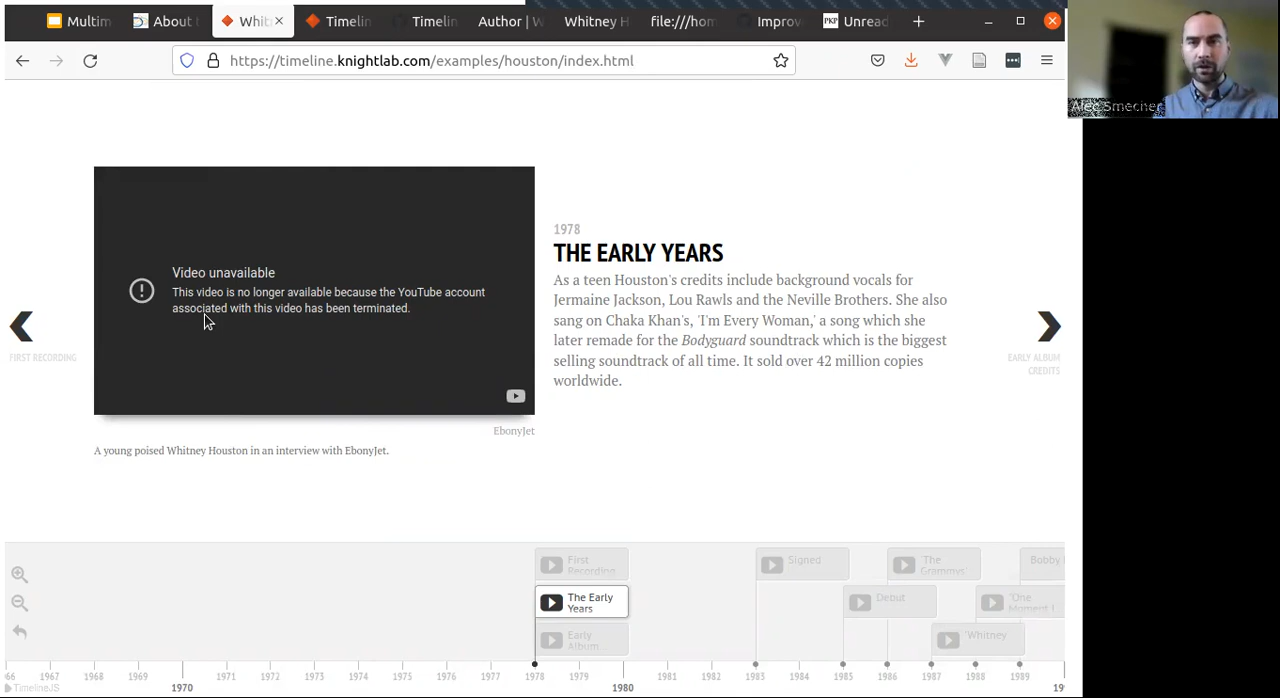 Multim
About t
Whit
Timelin
Timelin
Author | W
Whitney H
file:///hom
Improv
PKP Unread
https://timeline.knightlab.com/examples/houston/index.html
Alec Smecher
Video unavailable
This video is no longer available because the YouTube account
associated with this video has been terminated.
EbonyJet
A young poised Whitney Houston in an interview with EbonyJet.
1978
THE EARLY YEARS
As a teen Houston's credits include background vocals for
Jermaine Jackson, Lou Rawls and the Neville Brothers. She also
sang on Chaka Khan's, 'I'm Every Woman,' a song which she
later remade for the Bodyguard soundtrack which is the biggest
selling soundtrack of all time. It sold over 42 million copies
worldwide.
FIRST RECORDING
EARLY ALBUM
CREDITS
First
Recording
The Early
Years
Early
Album...
Signed
Debut
The
Grammys
'Whitney
Bobby
'One
Moment I
66 1967 1968 1969 1970 1971 1972 1973 1974 1975 1976 1977 1978 1979 1980 1981 1982 1983 1984 1985 1986 1987 1988 1989 19
TimelineJS